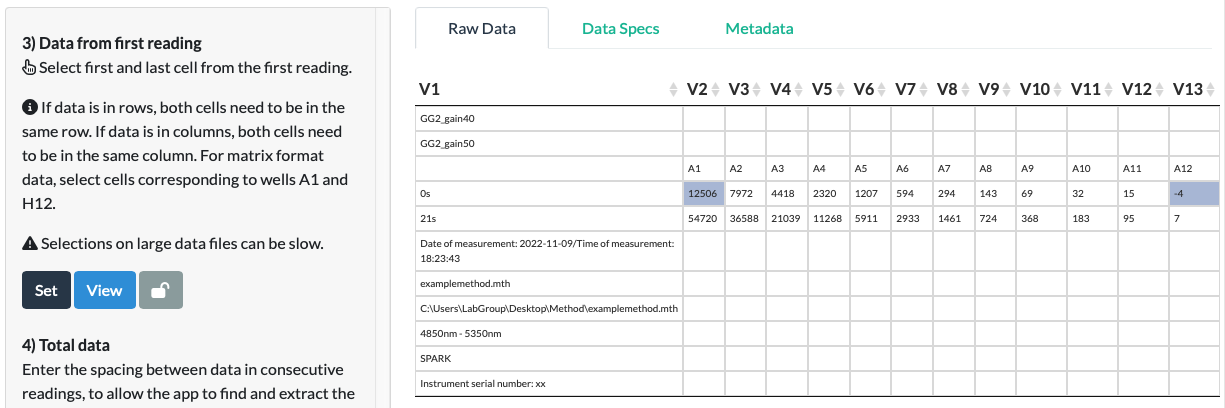 3) Data from first reading
Select first and last cell from the first reading.
If data is in rows, both cells need to be in the
same row. If data is in columns, both cells need
to be in the same column. For matrix format
data, select cells corresponding to wells A1 and
H12.
Selections on large data files can be slow.
Set View
4) Total data
Enter the spacing between data in consecutive
readings, to allow the app to find and extract the
Raw Data Data Specs Metadata
V1 V2 V3 V4 V5 V6 V7 V8 V9 V10 V11 V12 V13
GG2_gain40
GG2_gain50
A1 A2 A3 A4 A5 A6 A7 A8 A9 A10 A11 A12
0s 12506 7972 4418 2320 1207 594 294 143 69 32 15 -4
21s 54720 36588 21039 11268 5911 2933 1461 724 368 183 95 7
Date of measurement: 2022-11-09/Time of measurement:
18:23:43
examplemethod.mth
C:\Users\LabGroup\Desktop\Method\examplemethod.mth
4850nm - 5350nm
SPARK
Instrument serial number: xx